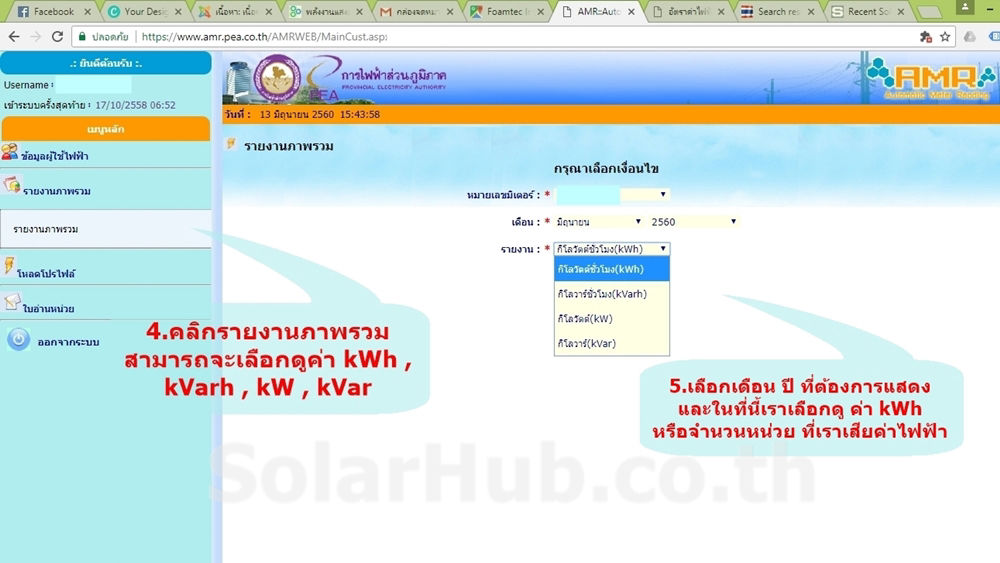 Facebook
Your Desig
เนื้อหา: เนื้อ
พลังงานแส
กล่องจดหม
Foamtec In
AMR::Auto
อัตราค่าไฟฟ
Search res
Recent So
ปลอดภัย | https://www.amr.pea.co.th/AMRWEB/MainCust.asp
.: ยินดีต้อนรับ :.
Username :
เข้าระบบครั้งสุดท้าย : 17/10/2558 06:52
เมนูหลัก
ข้อมูลผู้ใช้ไฟฟ้า
รายงานภาพรวม
รายงานภาพรวม
โหลดโปรไฟล์
ใบอ่านหน่วย
ออกจากระบบ
การไฟฟ้าส่วนภูมิภาค
PROVINCIAL ELECTRICITY AUTHORITY
PEA
AMR
Automatic Meter Reading
วันที่ : 13 มิถุนายน 2560 15:43:58
รายงานภาพรวม
กรุณาเลือกเงื่อนไข
หมายเลขมิเตอร์ : *
เดือน : * มิถุนายน 2560
รายงาน : * กิโลวัตต์ชั่วโมง(kWh)
กิโลวัตต์ชั่วโมง(kWh)
กิโลวาร์ชั่วโมง(kVarh)
กิโลวัตต์(kW)
กิโลวาร์(kVar)
4.คลิกรายงานภาพรวม
สามารถจะเลือกดูค่า kWh ,
kVarh , kW , kVar
5.เลือกเดือน ปี ที่ต้องการแสดง
และในที่นี้เราเลือกดู ค่า kWh
หรือจำนวนหน่วย ที่เราเสียค่าไฟฟ้า
SolarHub.co.th